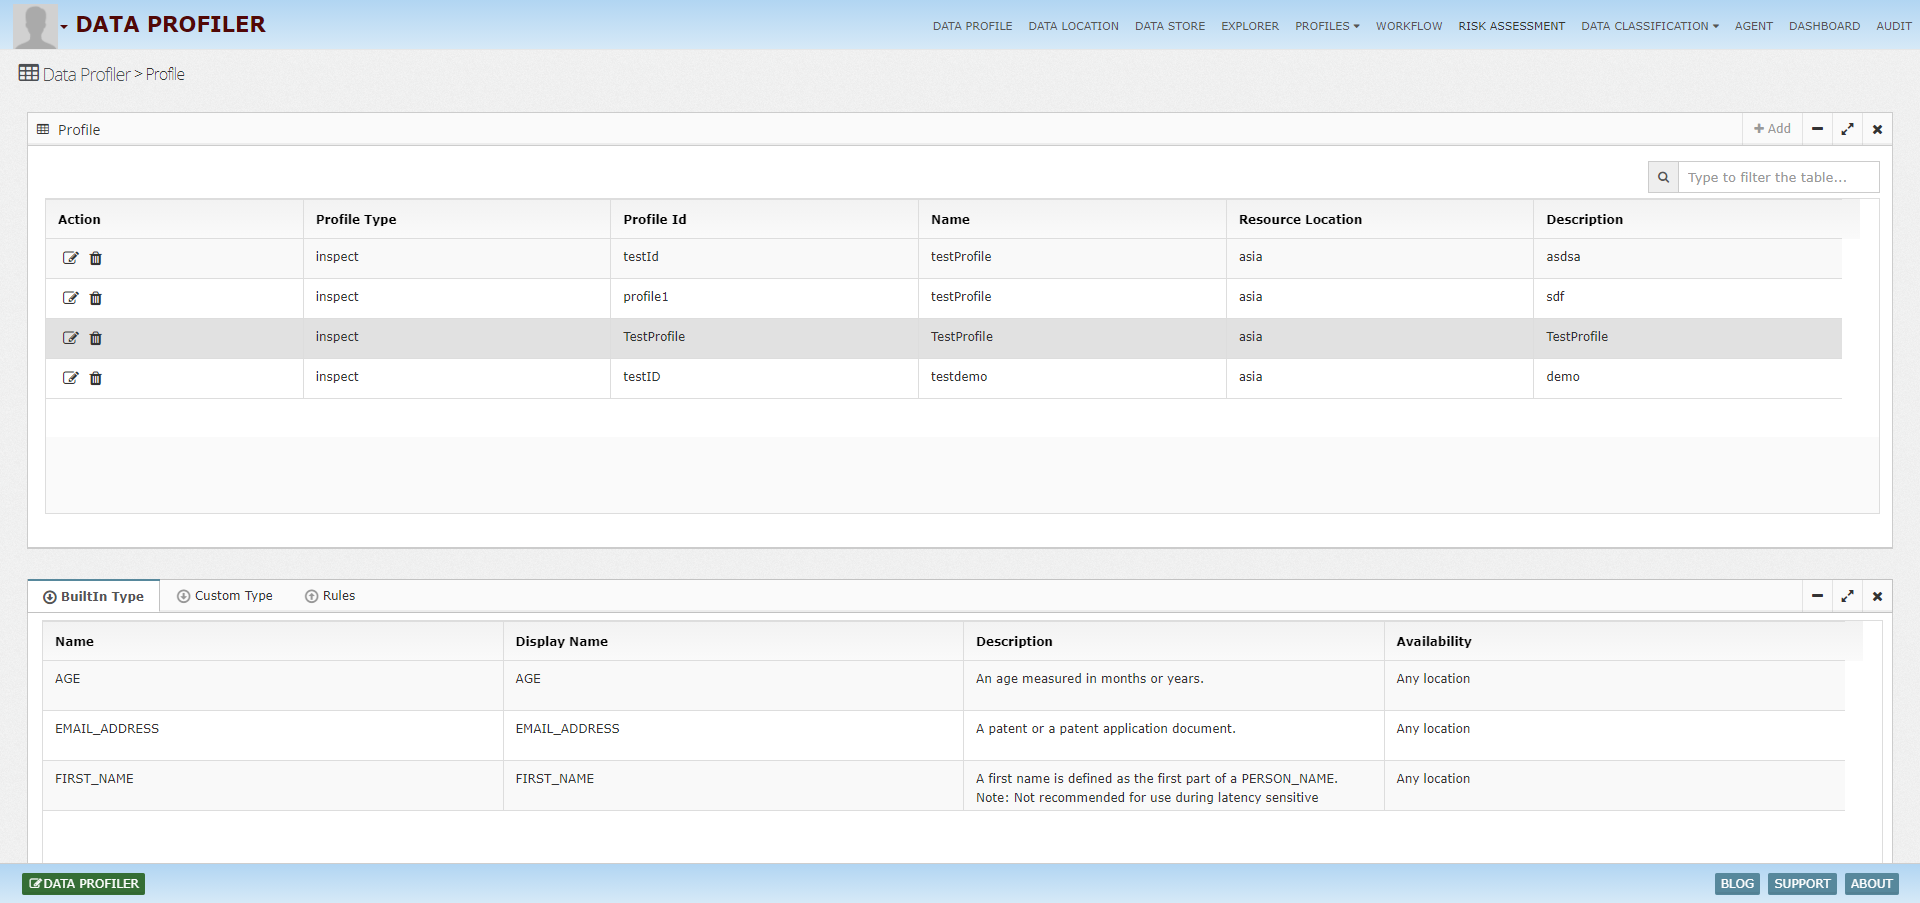 DATA PROFILER
DATA PROFILE DATA LOCATION DATA STORE EXPLORER PROFILES WORKFLOW RISK ASSESSMENT DATA CLASSIFICATION AGENT DASHBOARD AUDIT
Data Profiler > Profile
Profile
Add
Type to filter the table...
Action Profile Type Profile Id Name Resource Location Description
inspect testId testProfile asia asdsa
inspect profile1 testProfile asia sdf
inspect TestProfile TestProfile asia TestProfile
inspect testID testdemo asia demo
BuiltIn Type Custom Type Rules
Name Display Name Description Availability
AGE AGE An age measured in months or years. Any location
EMAIL_ADDRESS EMAIL_ADDRESS A patent or a patent application document. Any location
FIRST_NAME FIRST_NAME A first name is defined as the first part of a PERSON_NAME. Any location
Note: Not recommended for use during latency sensitive
DATA PROFILER
BLOG SUPPORT ABOUT